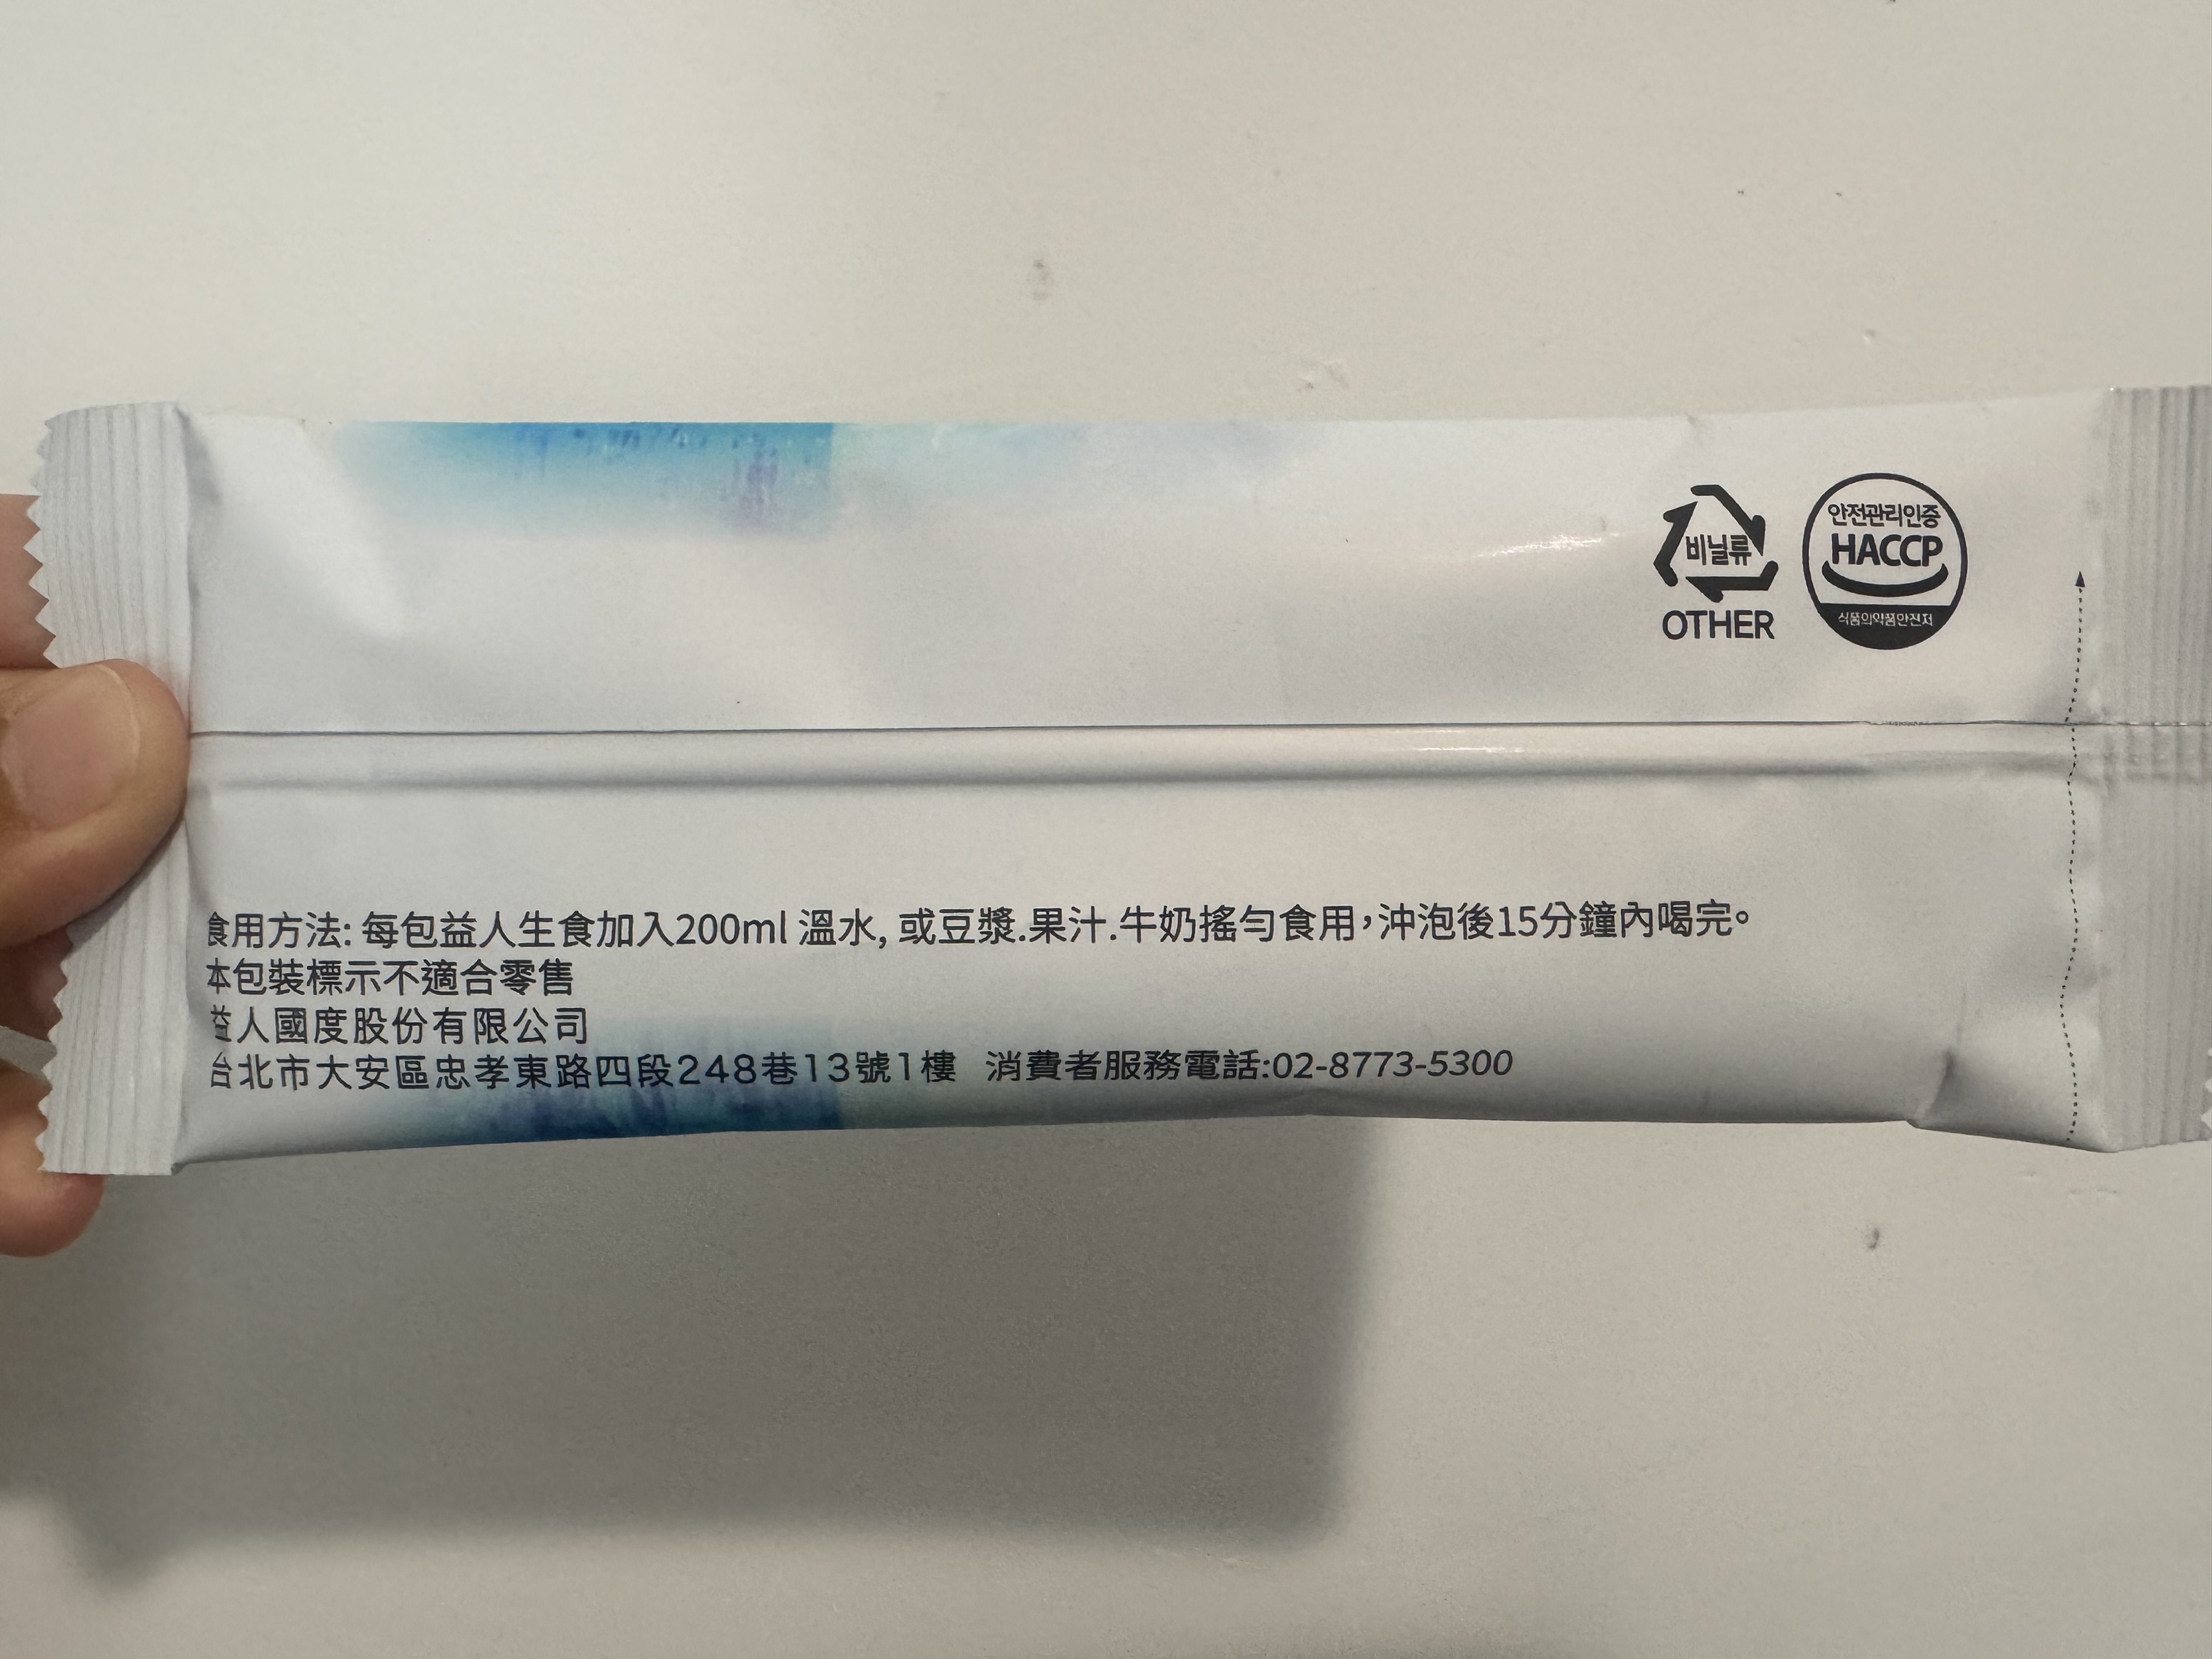 비닐류
OTHER
안전관리인증
HACCP
식품의약품안전처
食用方法: 每包益人生食加入200ml 溫水, 或豆漿.果汁.牛奶搖勻食用,沖泡後15分鐘內喝完。
本包裝標示不適合零售
益人國度股份有限公司
台北市大安區忠孝東路四段248巷13號1樓 消費者服務電話:02-8773-5300